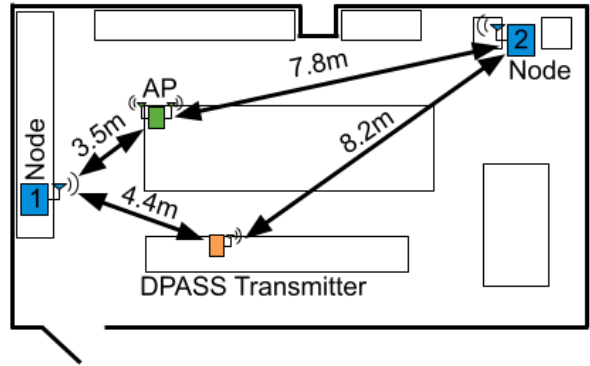 2
7.8m
Node
AP
3.5m
8.2m
Node
1
4.4m
DPASS Transmitter